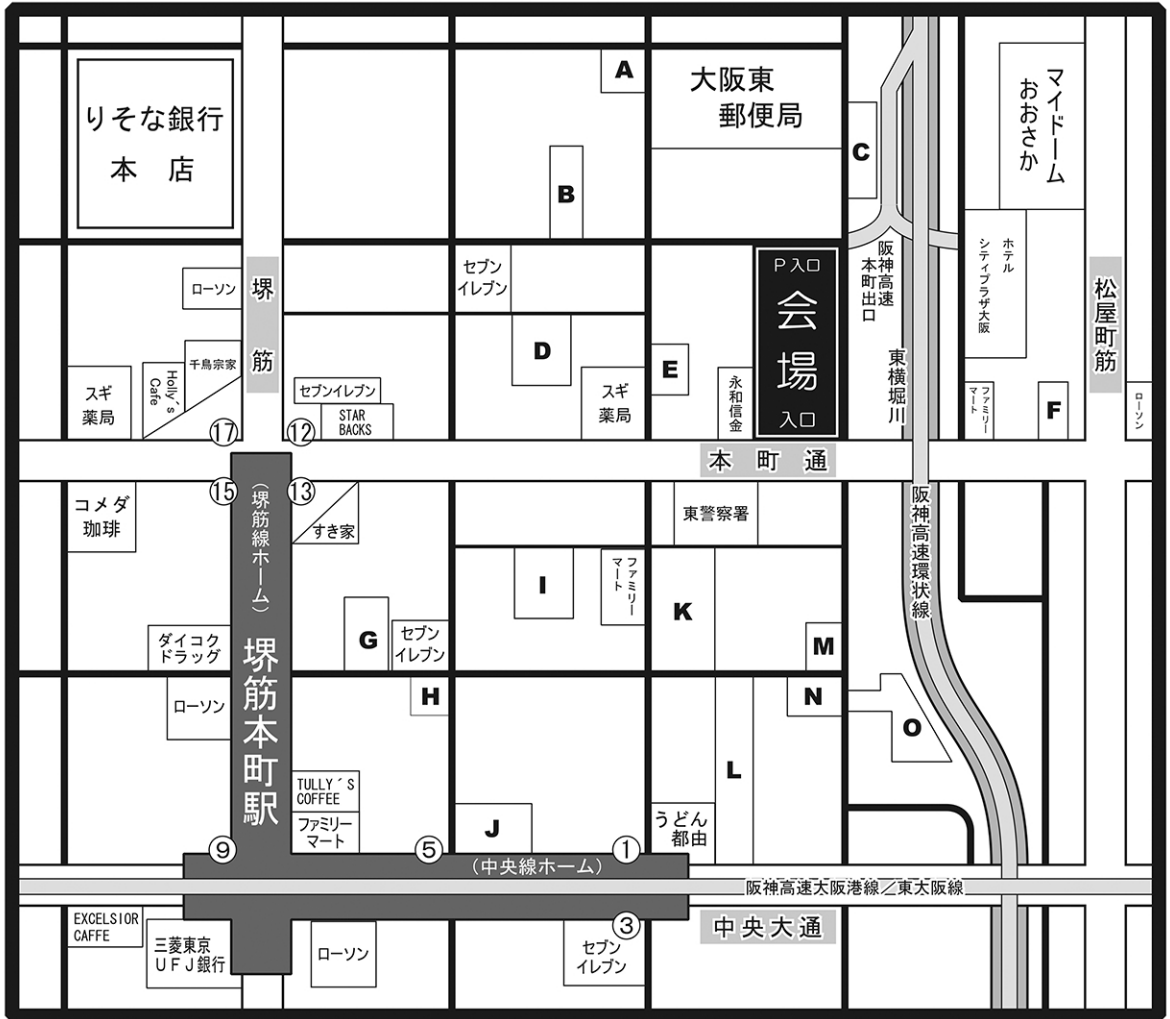 A
大阪東
郵便局
マイドーム
おおさか
りそな銀行
本 店
C
B
阪神高速
本町出口
ホテル
シティプラザ大阪
セブン
イレブン
P 入口
会場
入口
ローソン
堺筋
松屋町筋
D
E
千鳥宗家
東横堀川
Holly´s
Cafe
スギ
薬局
セブンイレブン
STAR
BACKS
スギ
薬局
永和信金
ファミリー
マート
F
ローソン
⑰
⑫
本町通
⑮
⑬
コメダ
珈琲
(堺筋線ホーム)
すき家
東警察署
阪神高速環状線
I
ファミリー
マート
K
G
セブン
イレブン
M
ダイコク
ドラッグ
堺筋本町駅
ローソン
H
N
O
L
TULLY´S
COFFEE
ファミリー
マート
J
うどん
都由
⑨
⑤
①
(中央線ホーム)
阪神高速大阪港線/東大阪線
EXCELSIOR
CAFFE
三菱東京
UFJ銀行
ローソン
③
セブン
イレブン
中央大通